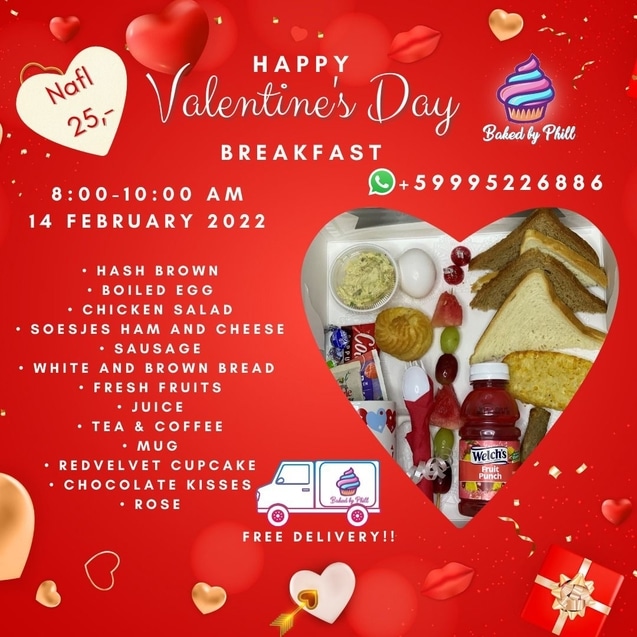 Nafl
25,-
HAPPY
Valentine's Day
BREAKFAST
Baked by Phill
+59995226886
8:00-10:00 AM
14 FEBRUARY 2022
• HASH BROWN
• BOILED EGG
• CHICKEN SALAD
• SOESJES HAM AND CHEESE
• SAUSAGE
• WHITE AND BROWN BREAD
• FRESH FRUITS
• JUICE
• TEA & COFFEE
• MUG
• REDVELVET CUPCAKE
• CHOCOLATE KISSES
• ROSE
Welch's
Fruit
Punch
Baked by Phill
FREE DELIVERY!!